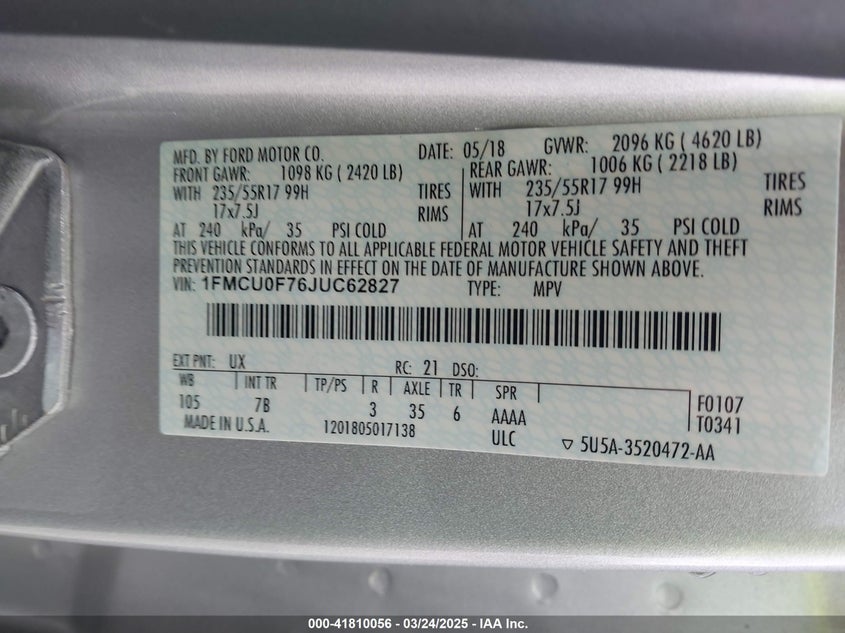 MFD. BY FORD MOTOR CO. DATE: 05/18 GVWR: 2096 KG ( 4620 LB)
FRONT GAWR: 1098 KG ( 2420 LB) REAR GAWR: 1006 KG ( 2218 LB)
WITH 235/55R17 99H TIRES WITH 235/55R17 99H TIRES
17x7.5J RIMS 17x7.5J RIMS
AT 240 kPa/ 35 PSI COLD AT 240 kPa/ 35 PSI COLD
THIS VEHICLE CONFORMS TO ALL APPLICABLE FEDERAL MOTOR VEHICLE SAFETY AND THEFT
PREVENTION STANDARDS IN EFFECT ON THE DATE OF MANUFACTURE SHOWN ABOVE.
VIN: 1FMCU0F76JUC62827 TYPE: MPV
EXT PNT: UX RC: 21 DSO:
WB INT TR TP/PS R AXLE TR SPR
105 7B 3 35 6 AAAA F0107
MADE IN U.S.A. 1201805017138 ULC T0341
▽ 5U5A-3520472-AA
000-41810056 — 03/24/2025 — IAA Inc.